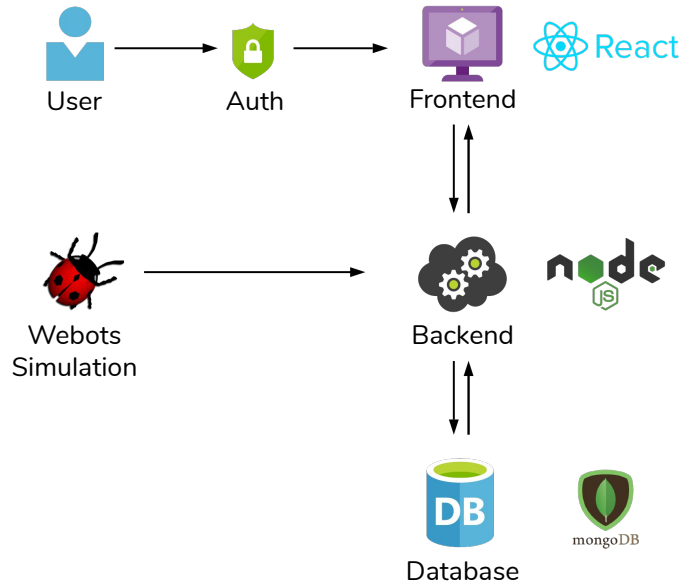 User
Auth
Frontend
React
Webots
Simulation
Backend
node
JS
DB
Database
mongoDB